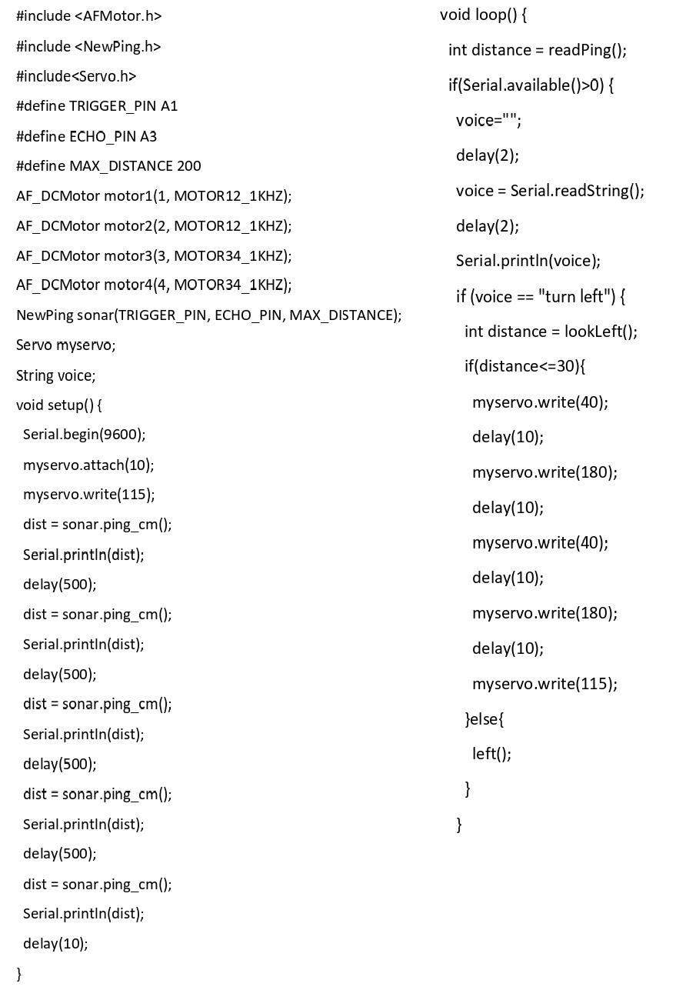 #include <AFMotor.h>
#include <NewPing.h>
#include<Servo.h>
#define TRIGGER_PIN A1
#define ECHO_PIN A3
#define MAX_DISTANCE 200
AF_DCMotor motor1(1, MOTOR12_1KHZ);
AF_DCMotor motor2(2, MOTOR12_1KHZ);
AF_DCMotor motor3(3, MOTOR34_1KHZ);
AF_DCMotor motor4(4, MOTOR34_1KHZ);
NewPing sonar(TRIGGER_PIN, ECHO_PIN, MAX_DISTANCE);
Servo myservo;
String voice;
void setup() {
  Serial.begin(9600);
  myservo.attach(10);
  myservo.write(115);
  dist = sonar.ping_cm();
  Serial.println(dist);
  delay(500);
  dist = sonar.ping_cm();
  Serial.println(dist);
  delay(500);
  dist = sonar.ping_cm();
  Serial.println(dist);
  delay(500);
  dist = sonar.ping_cm();
  Serial.println(dist);
  delay(500);
  dist = sonar.ping_cm();
  Serial.println(dist);
  delay(10);
}
void loop() {
  int distance = readPing();
  if(Serial.available()>0) {
    voice="";
    delay(2);
    voice = Serial.readString();
    delay(2);
    Serial.println(voice);
    if (voice == "turn left") {
      int distance = lookLeft();
      if(distance<=30){
        myservo.write(40);
        delay(10);
        myservo.write(180);
        delay(10);
        myservo.write(40);
        delay(10);
        myservo.write(180);
        delay(10);
        myservo.write(115);
      }else{
        left();
      }
    }